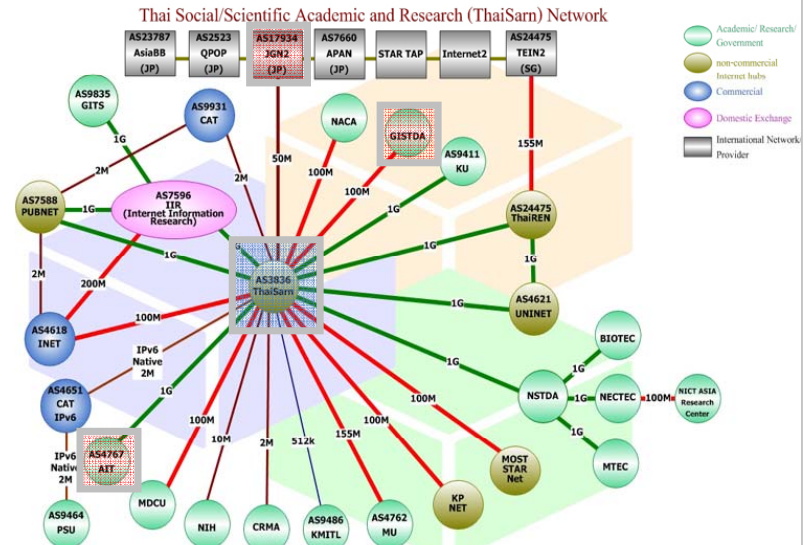 Thai Social/Scientific Academic and Research (ThaiSarn) Network
AS23787
AsiaBB
(JP)
AS2523
QPOP
(JP)
AS17934
JGN2
(JP)
AS7660
APAN
(JP)
STAR TAP
Internet2
AS24475
TEIN2
(SG)
Academic/ Research/
Government
non-commercial
Internet hubs
Commercial
Domestic Exchange
International Network/
Provider
AS9835
GITS
AS9931
CAT
NACA
GISTDA
AS9411
KU
1G
2M
50M
100M
100M
155M
2M
1G
AS7588
PUBNET
1G
AS7596
IIR
(Internet Information
Research)
AS24475
ThaiREN
1G
1G
1G
2M
200M
AS3836
ThaiSarn
1G
AS4621
UNINET
AS4618
INET
100M
IPv6
Native
2M
1G
1G
BIOTEC
1G
AS4651
CAT
IPv6
NSTDA
1G
NECTEC
100M
NICT ASIA
Research
Center
100M
10M
2M
512k
155M
100M
100M
1G
IPv6
Native
2M
AS4767
AIT
MOST
STAR
Net
MTEC
MDCU
KP
NET
AS9464
PSU
NIH
CRMA
AS9486
KMITL
AS4762
MU